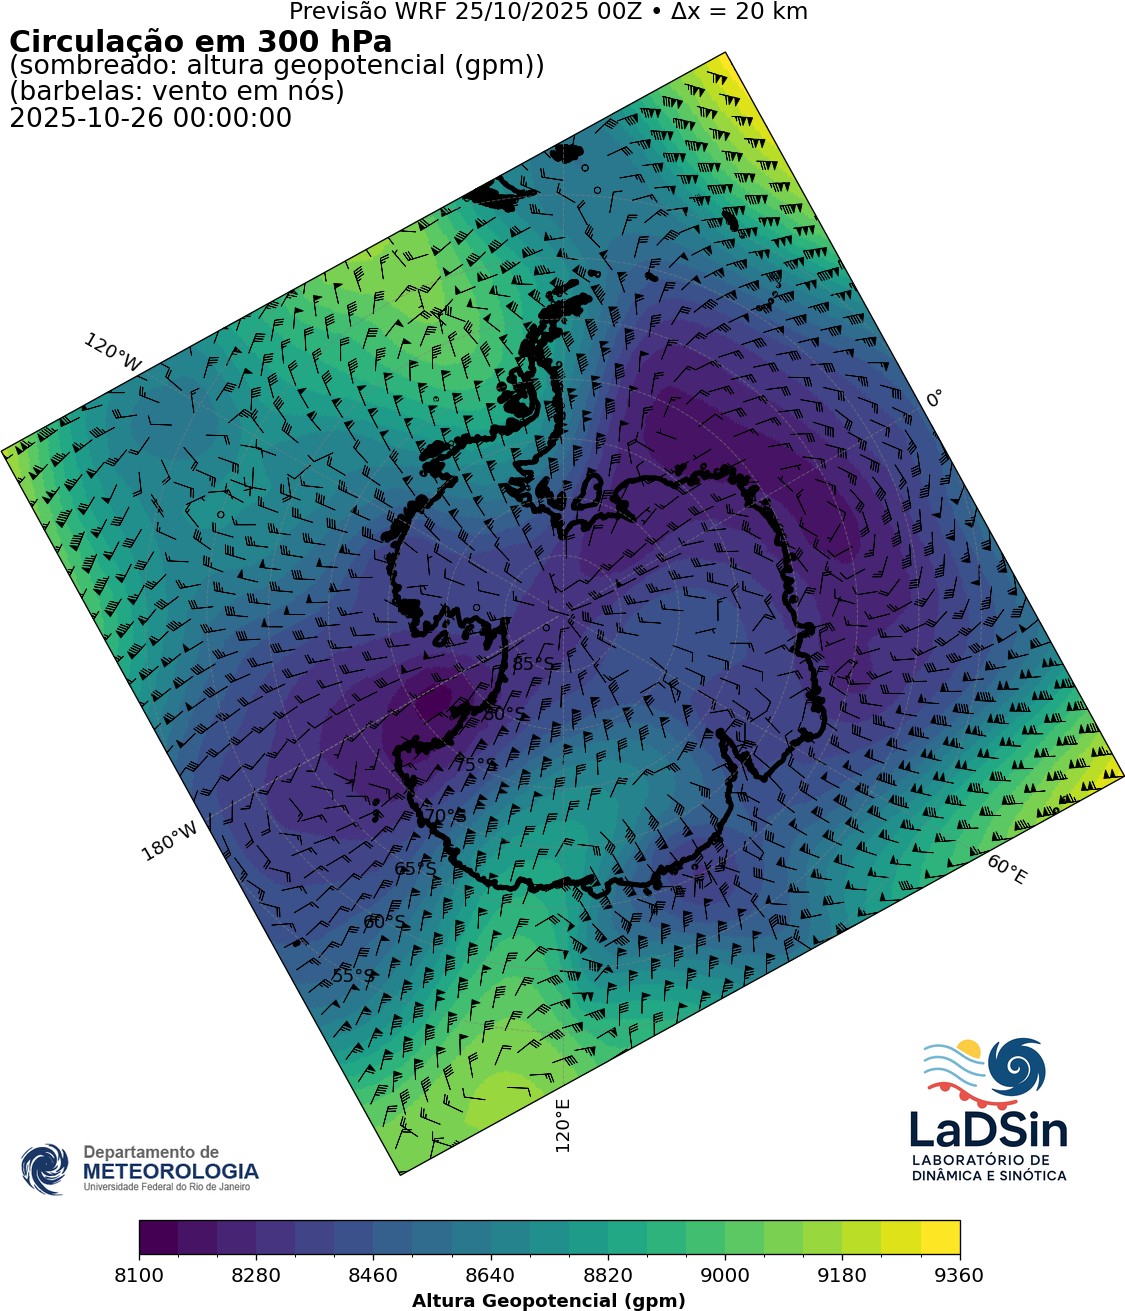 Previsão WRF 25/10/2025 00Z • Δx = 20 km
Circulação em 300 hPa
(sombreado: altura geopotencial (gpm))
(barbelas: vento em nós)
2025-10-26 00:00:00
120°W
0°
85°S
80°S
75°S
70°S
180°W
65°S
60°E
60°S
55°S
120°E
LaDSin
LABORATÓRIO DE
DINÂMICA E SINÓTICA
Departamento de
METEOROLOGIA
Universidade Federal do Rio de Janeiro
8100 8280 8460 8640 8820 9000 9180 9360
Altura Geopotencial (gpm)